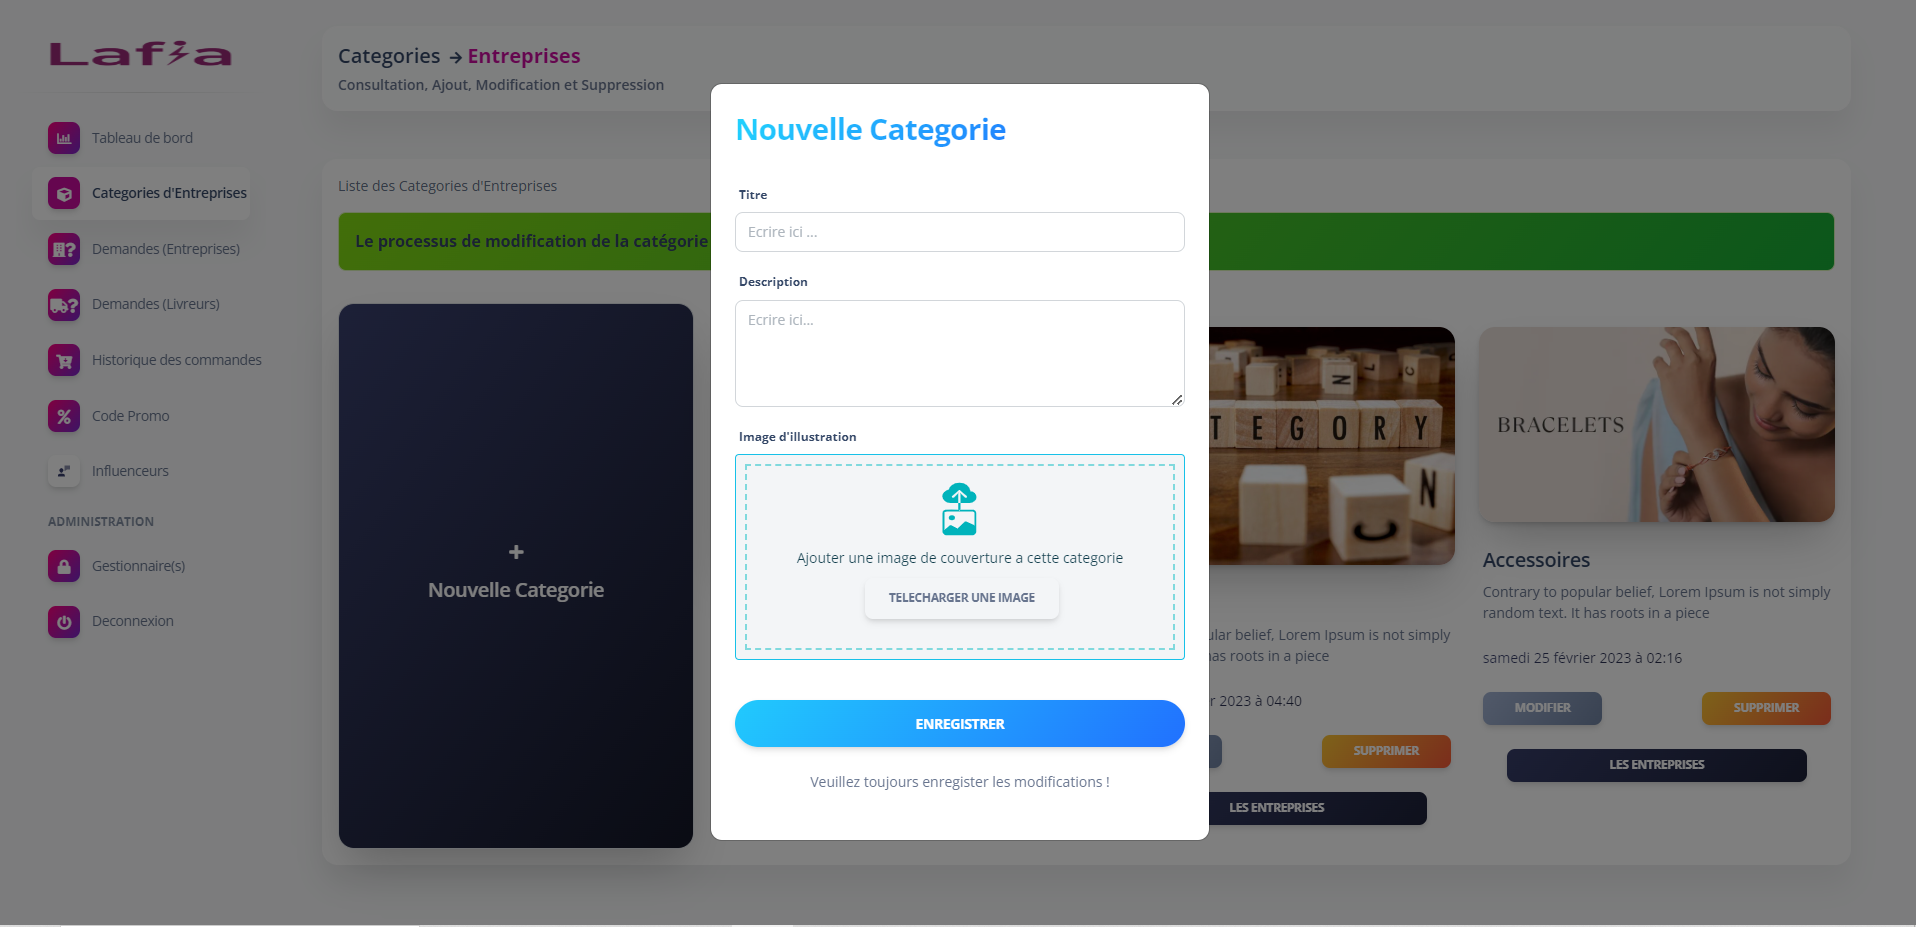 Lafia
Tableau de bord
Categories d'Entreprises
Demandes (Entreprises)
Demandes (Livreurs)
Historique des commandes
Code Promo
Influenceurs
ADMINISTRATION
Gestionnaire(s)
Deconnexion
Categories → Entreprises
Consultation, Ajout, Modification et Suppression
Liste des Categories d'Entreprises
Le processus de modification de la catégorie
+
Nouvelle Categorie
Nouvelle Categorie
Titre
Ecrire ici ...
Description
Ecrire ici...
Image d'illustration
Ajouter une image de couverture a cette categorie
TELECHARGER UNE IMAGE
ENREGISTRER
Veuillez toujours enregister les modifications !
N L C
T E G O R Y
C N
ular belief, Lorem Ipsum is not simply
as roots in a piece
r 2023 à 04:40
SUPPRIMER
LES ENTREPRISES
BRACELETS
Accessoires
Contrary to popular belief, Lorem Ipsum is not simply
random text. It has roots in a piece
samedi 25 février 2023 à 02:16
MODIFIER
SUPPRIMER
LES ENTREPRISES